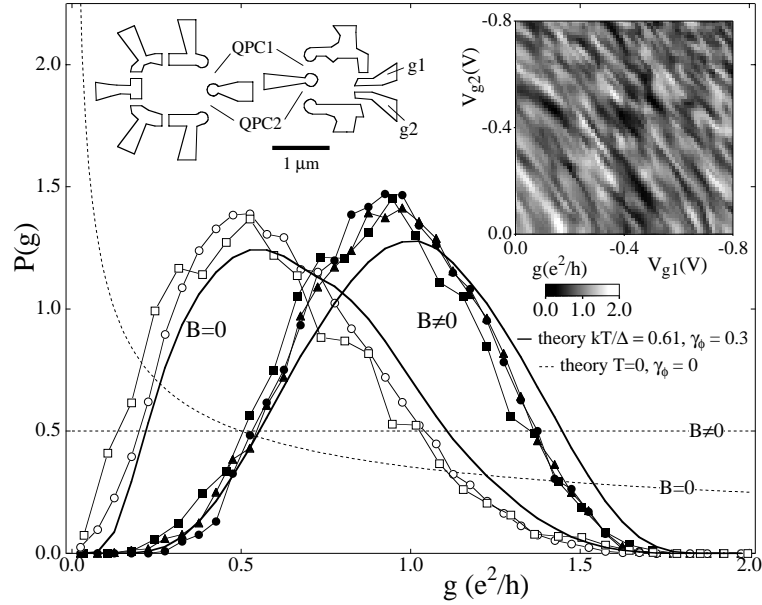 QPC1
QPC2
g1
g2
1 μm
V_g2(V)
-0.8
-0.4
0.0
0.0
-0.4
-0.8
V_g1(V)
g(e²/h)
0.0
1.0
2.0
B=0
B≠0
theory kT/Δ = 0.61, γ_ϕ = 0.3
theory T=0, γ_ϕ = 0
B≠0
B=0
P(g)
2.0
1.5
1.0
0.5
0.0
0.0
0.5
1.0
1.5
2.0
g (e²/h)